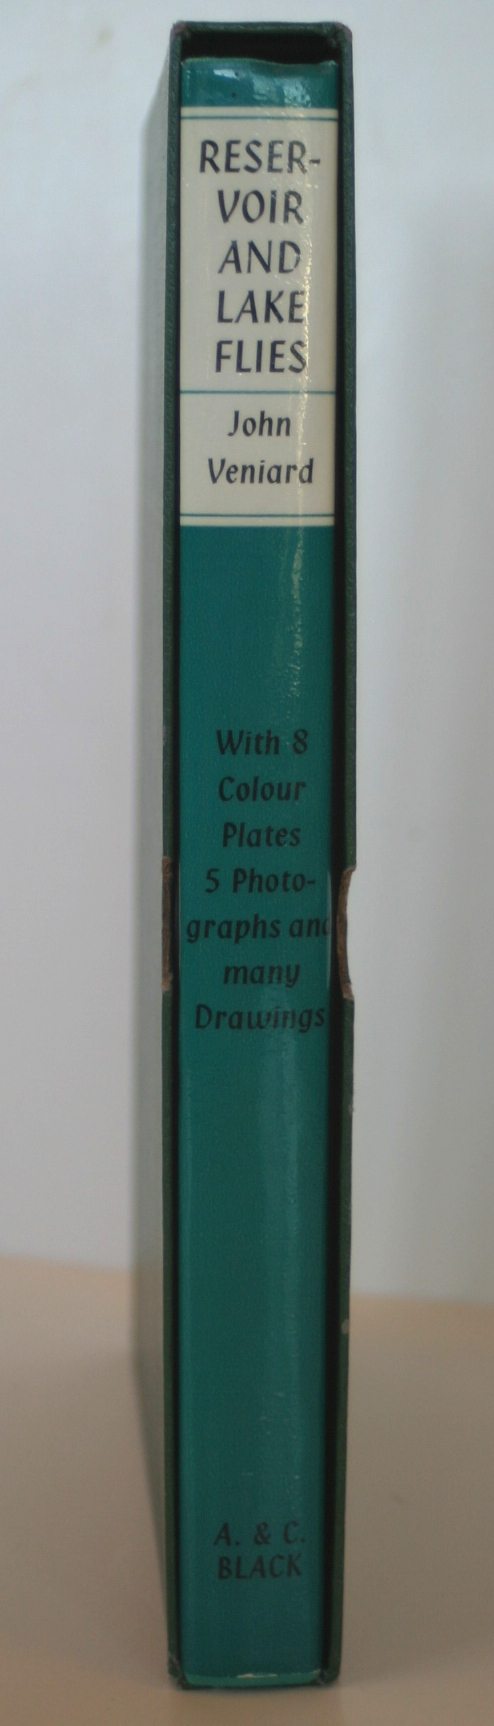 RESER-
VOIR
AND
LAKE
FLIES
John
Veniard
With 8
Colour
Plates
5 Photo-
graphs and
many
Drawings
A. & C.
BLACK